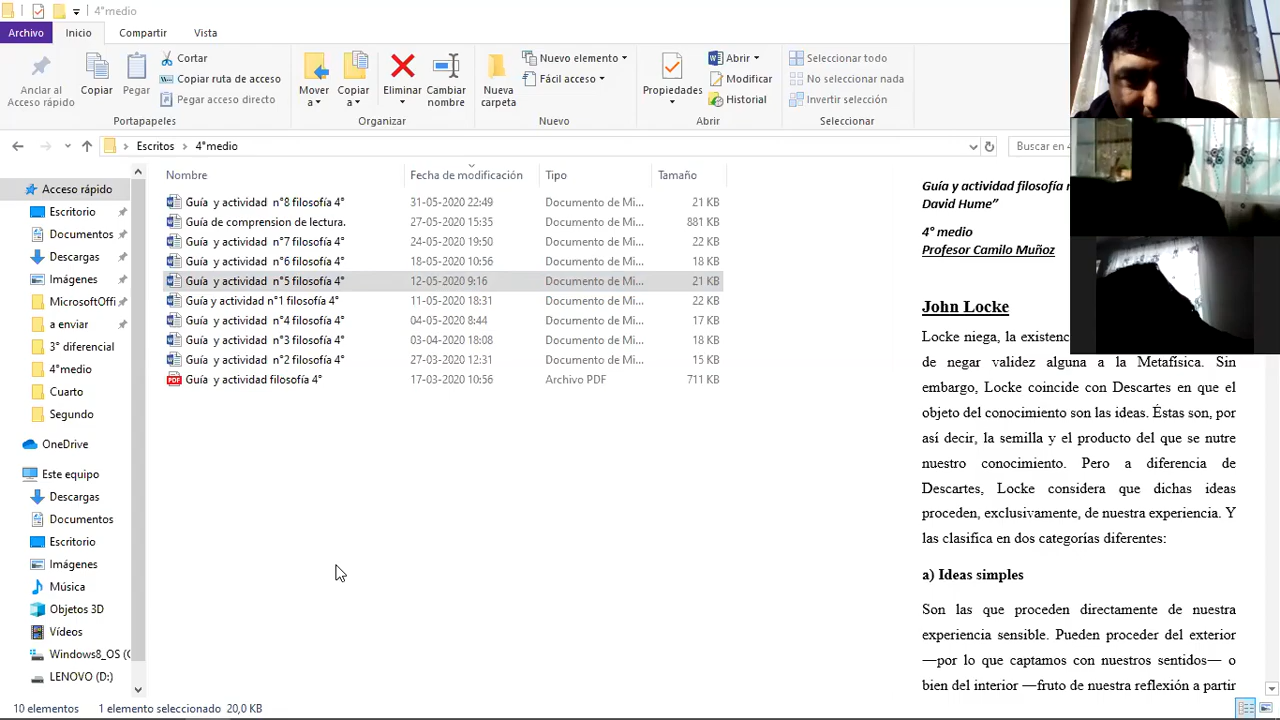 4°medio
Archivo Inicio Compartir Vista
Anclar al Acceso rápido
Copiar
Pegar
Cortar
Copiar ruta de acceso
Pegar acceso directo
Portapapeles
Mover a
Copiar a
Eliminar
Cambiar nombre
Organizar
Nueva carpeta
Nuevo elemento
Fácil acceso
Nuevo
Propiedades
Abrir
Modificar
Historial
Abrir
Seleccionar todo
No seleccionar nada
Invertir selección
Seleccionar
Escritos 4°medio
Buscar en
Nombre Fecha de modificación Tipo Tamaño
Guía y actividad n°8 filosofía 4° 31-05-2020 22:49 Documento de Mi... 21 KB
Guía de comprension de lectura. 27-05-2020 15:35 Documento de Mi... 881 KB
Guía y actividad n°7 filosofía 4° 24-05-2020 19:50 Documento de Mi... 22 KB
Guía y actividad n°6 filosofía 4° 18-05-2020 10:56 Documento de Mi... 18 KB
Guía y actividad n°5 filosofía 4° 12-05-2020 9:16 Documento de Mi... 21 KB
Guía y actividad n°1 filosofía 4° 11-05-2020 18:31 Documento de Mi... 22 KB
Guía y actividad n°4 filosofía 4° 04-05-2020 8:44 Documento de Mi... 17 KB
Guía y actividad n°3 filosofía 4° 03-04-2020 18:08 Documento de Mi... 18 KB
Guía y actividad n°2 filosofía 4° 27-03-2020 12:31 Documento de Mi... 15 KB
PDF Guía y actividad filosofía 4° 17-03-2020 10:56 Archivo PDF 711 KB
Acceso rápido
Escritorio
Documentos
Descargas
Imágenes
MicrosoftOffi
a enviar
3° diferencial
4°medio
Cuarto
Segundo
OneDrive
Este equipo
Descargas
Documentos
Escritorio
Imágenes
Música
Objetos 3D
Vídeos
Windows8_OS (C
LENOVO (D:)
10 elementos 1 elemento seleccionado 20,0 KB
Guía y actividad filosofía
David Hume”
4° medio
Profesor Camilo Muñoz
John Locke
Locke niega, la existenc
de negar validez alguna a la Metafísica. Sin
embargo, Locke coincide con Descartes en que el
objeto del conocimiento son las ideas. Éstas son, por
así decir, la semilla y el producto del que se nutre
nuestro conocimiento. Pero a diferencia de
Descartes, Locke considera que dichas ideas
proceden, exclusivamente, de nuestra experiencia. Y
las clasifica en dos categorías diferentes:
a) Ideas simples
Son las que proceden directamente de nuestra
experiencia sensible. Pueden proceder del exterior
—por lo que captamos con nuestros sentidos— o
bien del interior —fruto de nuestra reflexión a partir